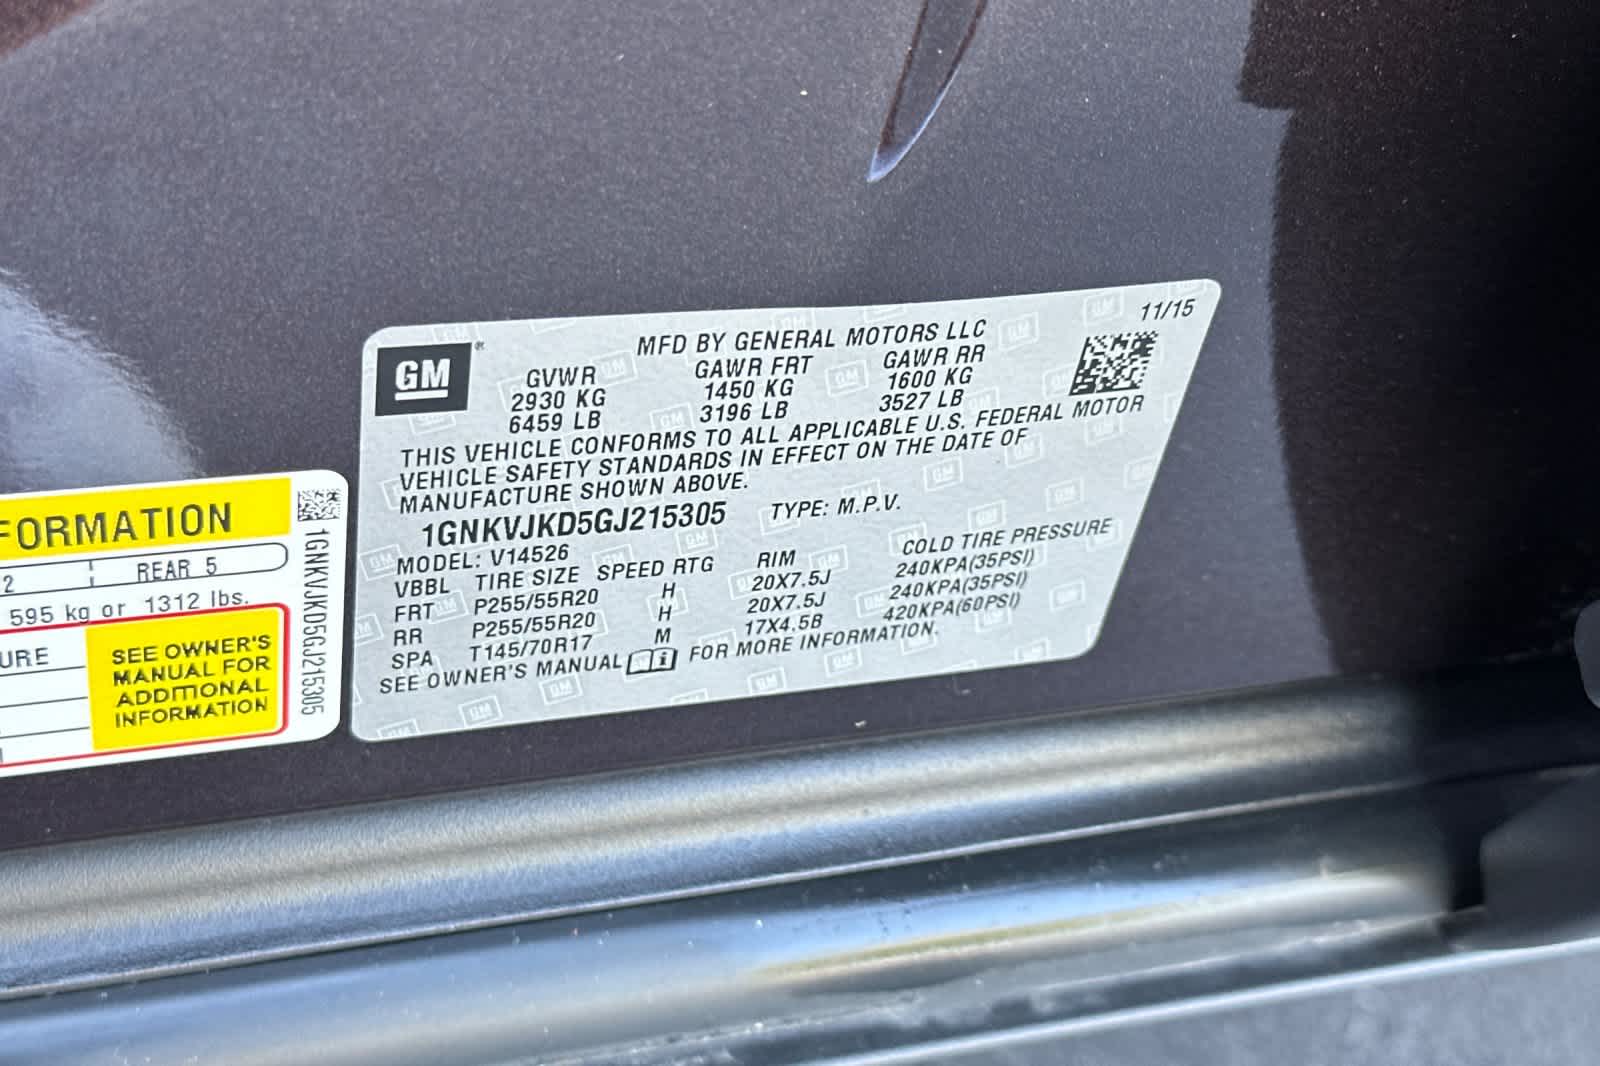 11/15
MFD BY GENERAL MOTORS LLC
GM®
GVWR GAWR FRT GAWR RR
2930 KG 1450 KG 1600 KG
6459 LB 3196 LB 3527 LB
THIS VEHICLE CONFORMS TO ALL APPLICABLE U.S. FEDERAL MOTOR
VEHICLE SAFETY STANDARDS IN EFFECT ON THE DATE OF
MANUFACTURE SHOWN ABOVE.
1GNKVJKD5GJ215305 TYPE: M.P.V.
MODEL: V14526
VBBL TIRE SIZE SPEED RTG RIM COLD TIRE PRESSURE
FRT P255/55R20 H 20X7.5J 240KPA(35PSI)
RR P255/55R20 H 20X7.5J 240KPA(35PSI)
SPA T145/70R17 M 17X4.5B 420KPA(60PSI)
SEE OWNER'S MANUAL FOR MORE INFORMATION.
FORMATION
2 REAR 5
595 kg or 1312 lbs.
URE
SEE OWNER'S
MANUAL FOR
ADDITIONAL
INFORMATION
1GNKVJKD5GJ215305